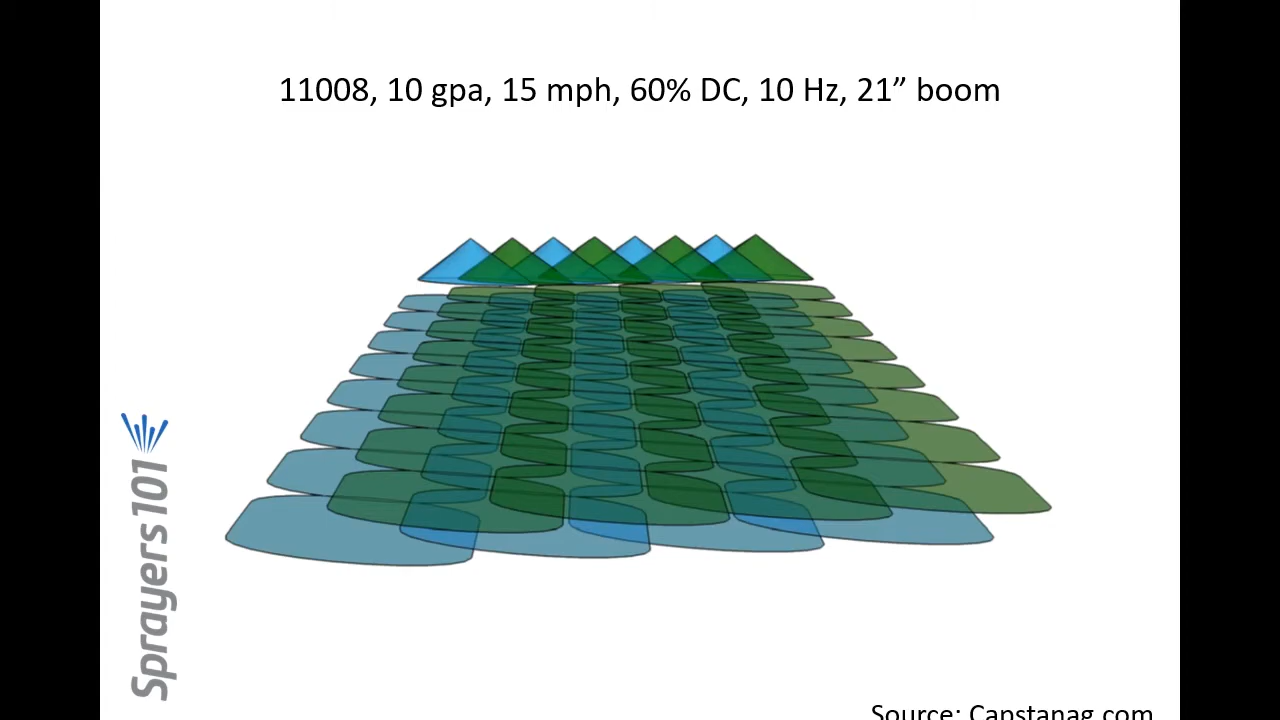 11008, 10 gpa, 15 mph, 60% DC, 10 Hz, 21” boom
Sprayers101
Source: Capstanag.com